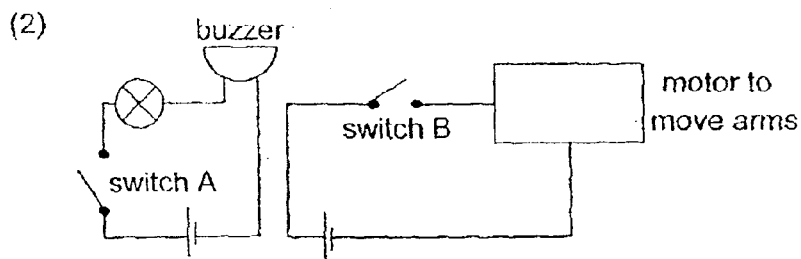 (2)
buzzer
motor to
move arms
switch B
switch A